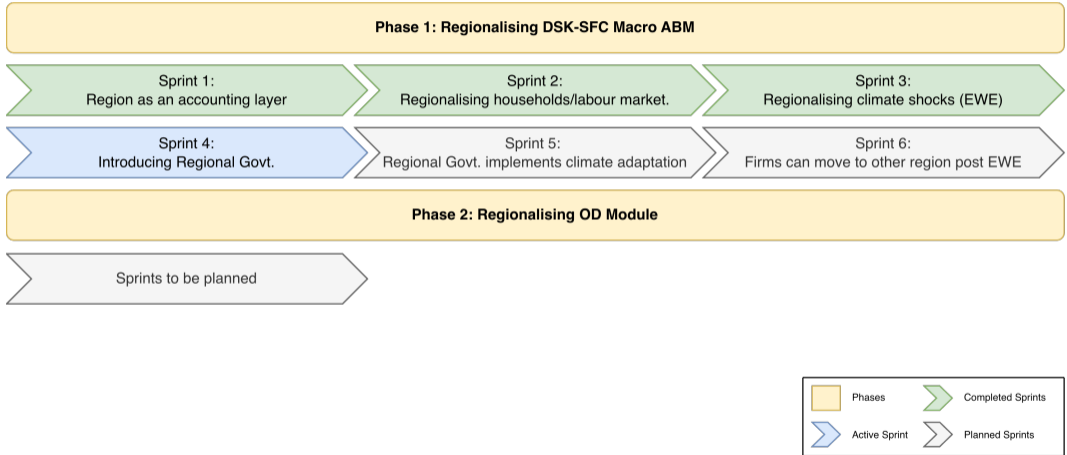 Phase 1: Regionalising DSK-SFC Macro ABM
Sprint 1:
Region as an accounting layer
Sprint 2:
Regionalising households/labour market.
Sprint 3:
Regionalising climate shocks (EWE)
Sprint 4:
Introducing Regional Govt.
Sprint 5:
Regional Govt. implements climate adaptation
Sprint 6:
Firms can move to other region post EWE
Phase 2: Regionalising OD Module
Sprints to be planned
Phases
Completed Sprints
Active Sprint
Planned Sprints